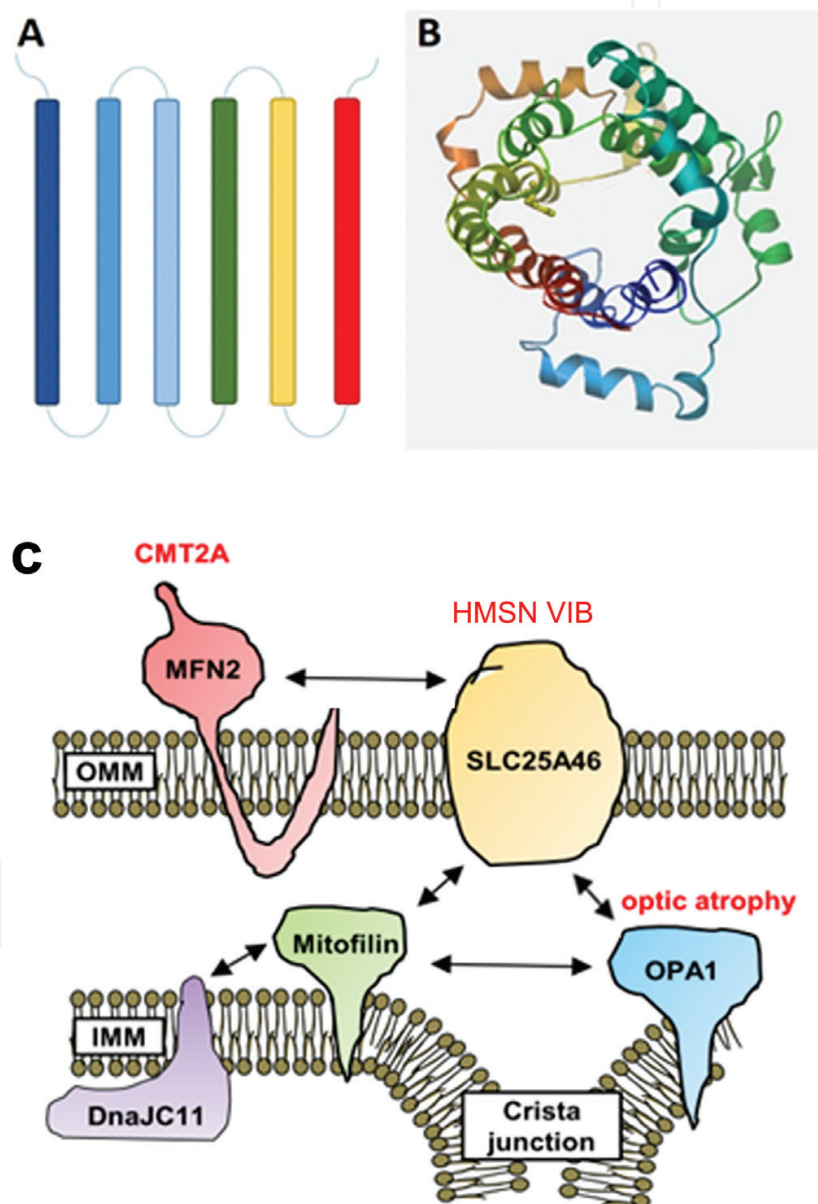 A
B
C
CMT2A
HMSN VIB
MFN2
SLC25A46
OMM
optic atrophy
Mitofilin
OPA1
IMM
DnaJC11
Crista
junction